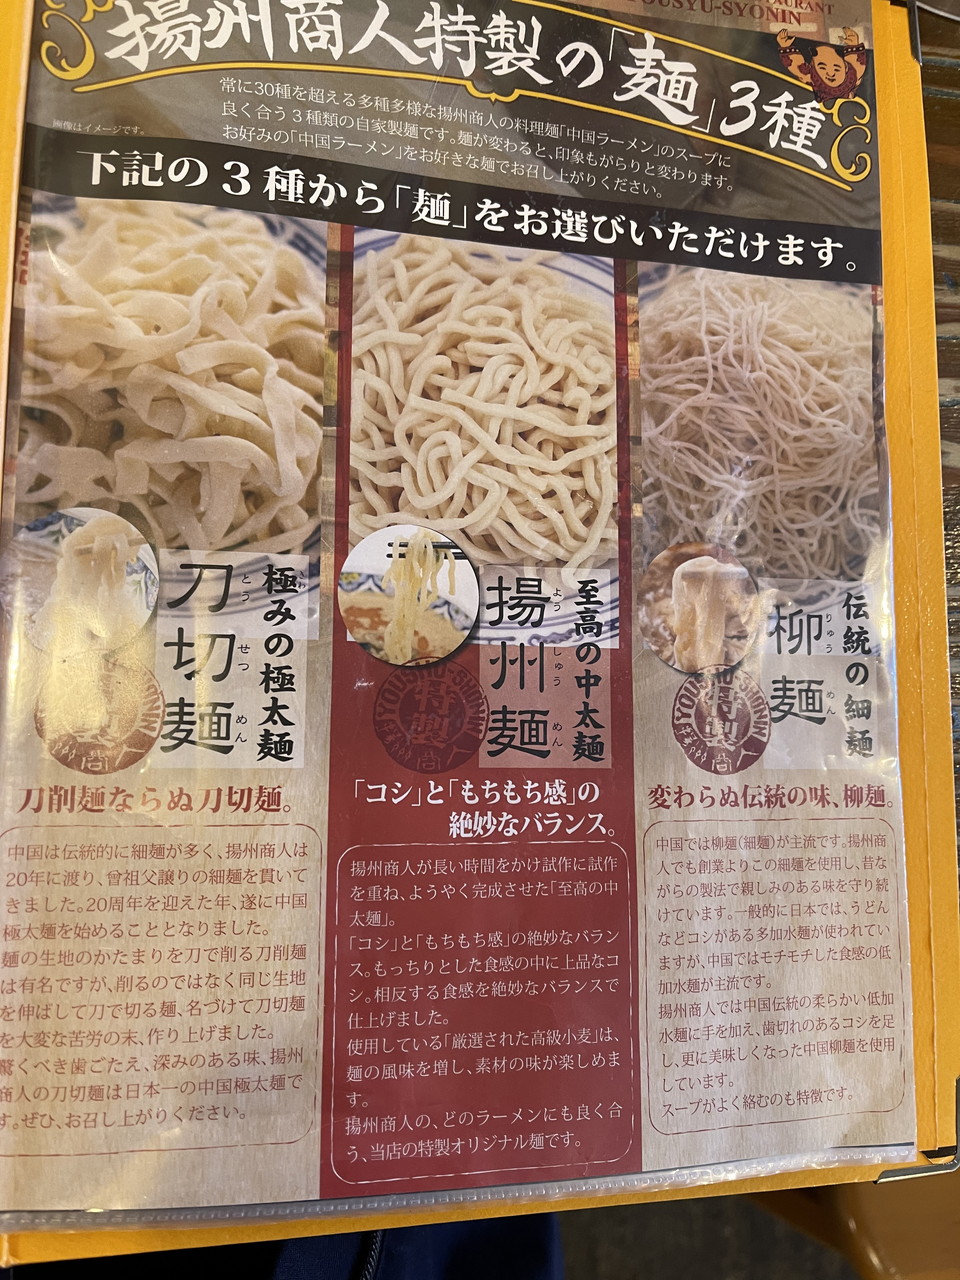 RESTAURANT
YOUSYU-SYONIN
揚州商人特製の「麺」3種
常に30種を超える多種多様な揚州商人の料理麺「中国ラーメン」のスープに
良く合う3種類の自家製麺です。麺が変わると、印象もがらりと変わります。
お好みの「中国ラーメン」をお好きな麺でお召し上がりください。
画像はイメージです。
下記の3種から「麺」をお選びいただけます。
極みの極太麺
刀切麺
とう せつ めん
特製
刀削麺ならぬ刀切麺。
中国は伝統的に細麺が多く、揚州商人は
20年に渡り、曾祖父譲りの細麺を貫いて
きました。20周年を迎えた年、遂に中国
極太麺を始めることとなりました。
麺の生地のかたまりを刀で削る刀削麺
は有名ですが、削るのではなく同じ生地
を伸ばして刀で切る麺、名づけて刀切麺
を大変な苦労の末、作り上げました。
驚くべき歯ごたえ、深みのある味、揚州
商人の刀切麺は日本一の中国極太麺で
す。ぜひ、お召し上がりください。
至高の中太麺
揚州麺
よう しゅう めん
特製
「コシ」と「もちもち感」の
絶妙なバランス。
揚州商人が長い時間をかけ試作に試作
を重ね、ようやく完成させた「至高の中
太麺」。
「コシ」と「もちもち感」の絶妙なバラン
ス。もっちりとした食感の中に上品なコ
シ。相反する食感を絶妙なバランスで
仕上げました。
使用している「厳選された高級小麦」は、
麺の風味を増し、素材の味が楽しめま
す。
揚州商人の、どのラーメンにも良く合
う、当店の特製オリジナル麺です。
伝統の細麺
柳麺
りゅう めん
YOUSYU-SYONIN
特製
変わらぬ伝統の味、柳麺。
中国では柳麺(細麺)が主流です。揚州商
人でも創業よりこの細麺を使用し、昔な
がらの製法で親しみのある味を守り続
けています。一般的に日本では、うどん
などコシがある多加水麺が使われてい
ますが、中国ではモチモチした食感の低
加水麺が主流です。
揚州商人では中国伝統の柔らかい低加
水麺に手を加え、歯切れのあるコシを足
し、更に美味しくなった中国柳麺を使用
しています。
スープがよく絡むのも特徴です。